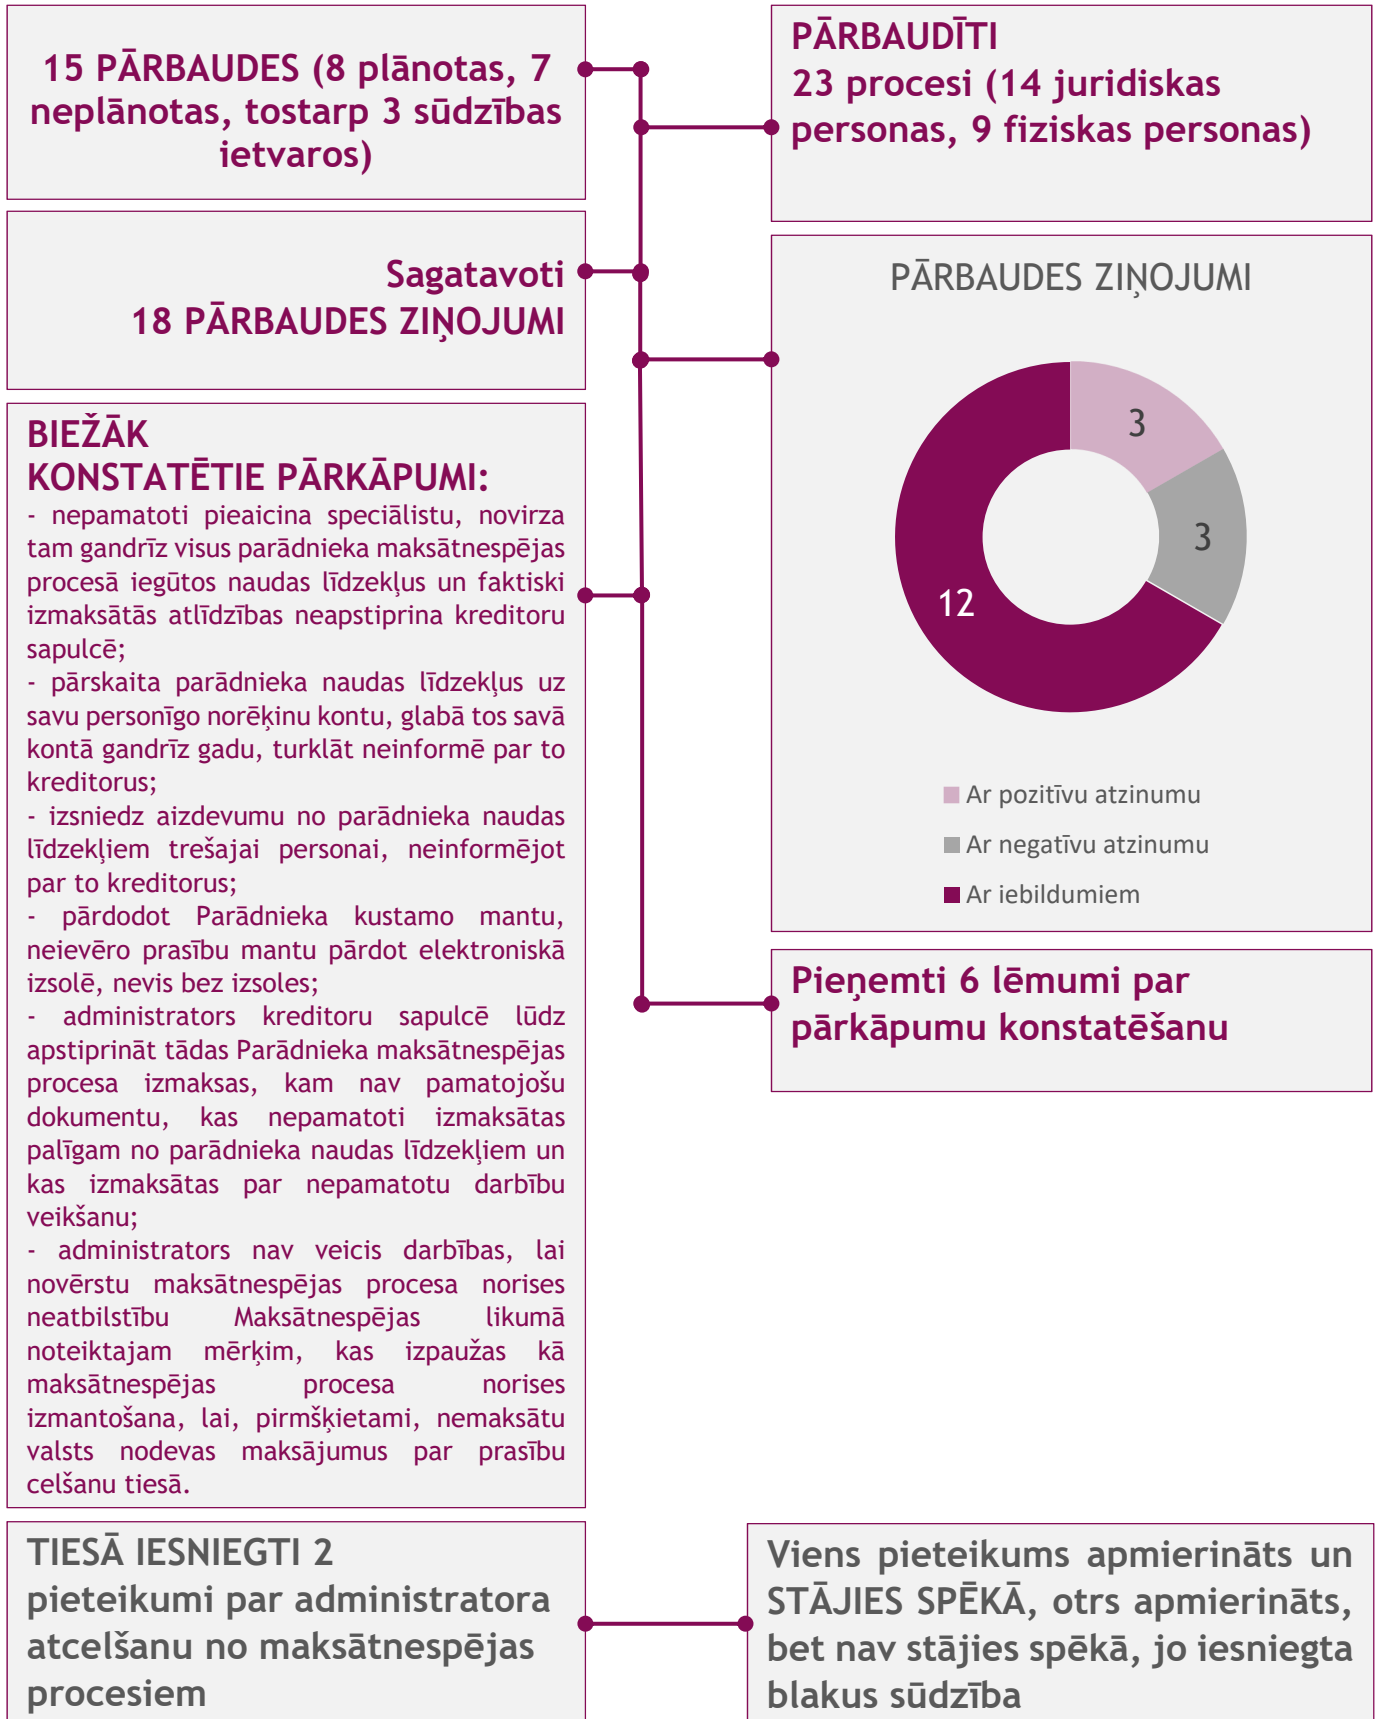 15 PĀRBAUDES (8 plānotas, 7
neplānotas, tostarp 3 sūdzības
ietvaros)
PĀRBAUDĪTI
23 procesi (14 juridiskas
personas, 9 fiziskas personas)
Sagatavoti
18 PĀRBAUDES ZIŅOJUMI
PĀRBAUDES ZIŅOJUMI
3
3
12
Ar pozitīvu atzinumu
Ar negatīvu atzinumu
Ar iebildumiem
BIEŽĀK
KONSTATĒTIE PĀRKĀPUMI:
- nepamatoti pieaicina speciālistu, novirza
tam gandrīz visus parādnieka maksātnespējas
procesā iegūtos naudas līdzekļus un faktiski
izmaksātās atlīdzības neapstiprina kreditoru
sapulcē;
- pārskaita parādnieka naudas līdzekļus uz
savu personīgo norēķinu kontu, glabā tos savā
kontā gandrīz gadu, turklāt neinformē par to
kreditorus;
- izsniedz aizdevumu no parādnieka naudas
līdzekļiem trešajai personai, neinformējot
par to kreditorus;
- pārdodot Parādnieka kustamo mantu,
neievēro prasību mantu pārdot elektroniskā
izsolē, nevis bez izsoles;
- administrators kreditoru sapulcē lūdz
apstiprināt tādas Parādnieka maksātnespējas
procesa izmaksas, kam nav pamatojošu
dokumentu, kas nepamatoti izmaksātas
palīgam no parādnieka naudas līdzekļiem un
kas izmaksātas par nepamatotu darbību
veikšanu;
- administrators nav veicis darbības, lai
novērstu maksātnespējas procesa norises
neatbilstību Maksātnespējas likumā
noteiktajam mērķim, kas izpaužas kā
maksātnespējas procesa norises
izmantošana, lai, pirmšķietami, nemaksātu
valsts nodevas maksājumus par prasību
celšanu tiesā.
Pieņemti 6 lēmumi par
pārkāpumu konstatēšanu
TIESĀ IESNIEGTI 2
pieteikumi par administratora
atcelšanu no maksātnespējas
procesiem
Viens pieteikums apmierināts un
STĀJIES SPĒKĀ, otrs apmierināts,
bet nav stājies spēkā, jo iesniegta
blakus sūdzība